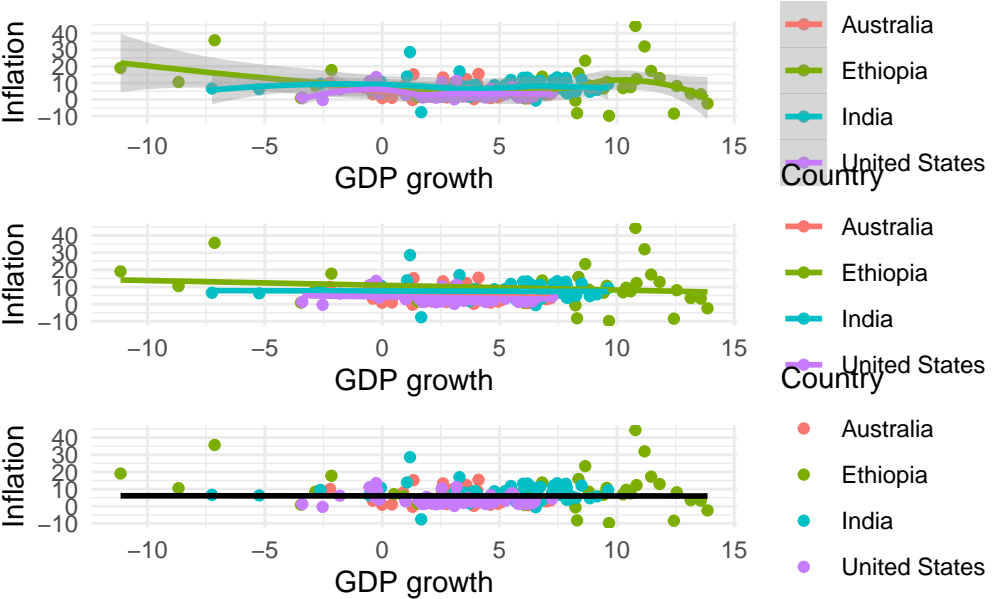 Inflation
40
30
20
10
0
−10
−10
−5
0
5
10
15
GDP growth
Australia
Ethiopia
India
United States
Country
Inflation
40
30
20
10
0
−10
−10
−5
0
5
10
15
GDP growth
Australia
Ethiopia
India
United States
Country
Inflation
40
30
20
10
0
−10
−10
−5
0
5
10
15
GDP growth
Australia
Ethiopia
India
United States